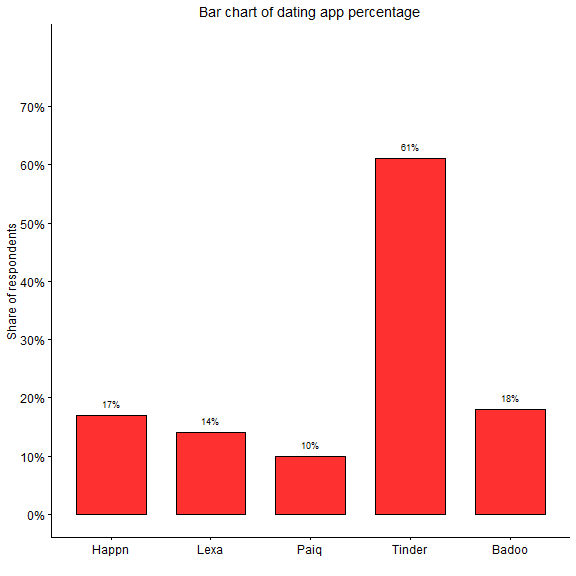 Bar chart of dating app percentage
Share of respondents
70%
60%
50%
40%
30%
20%
10%
0%
17%
14%
10%
61%
18%
Happn
Lexa
Paiq
Tinder
Badoo